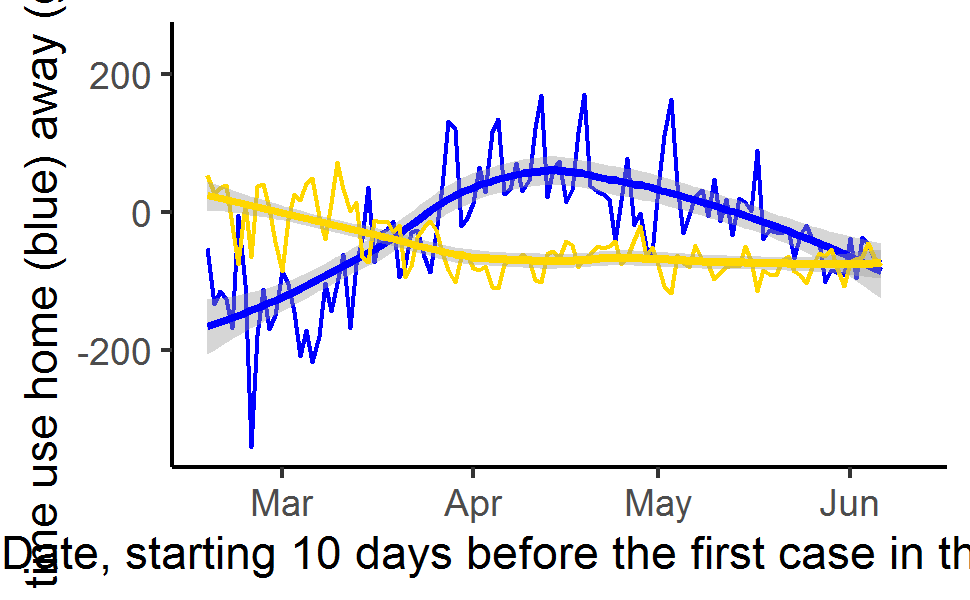 time use home (blue) away (
200
0
-200
Mar Apr May Jun
Date, starting 10 days before the first case in th